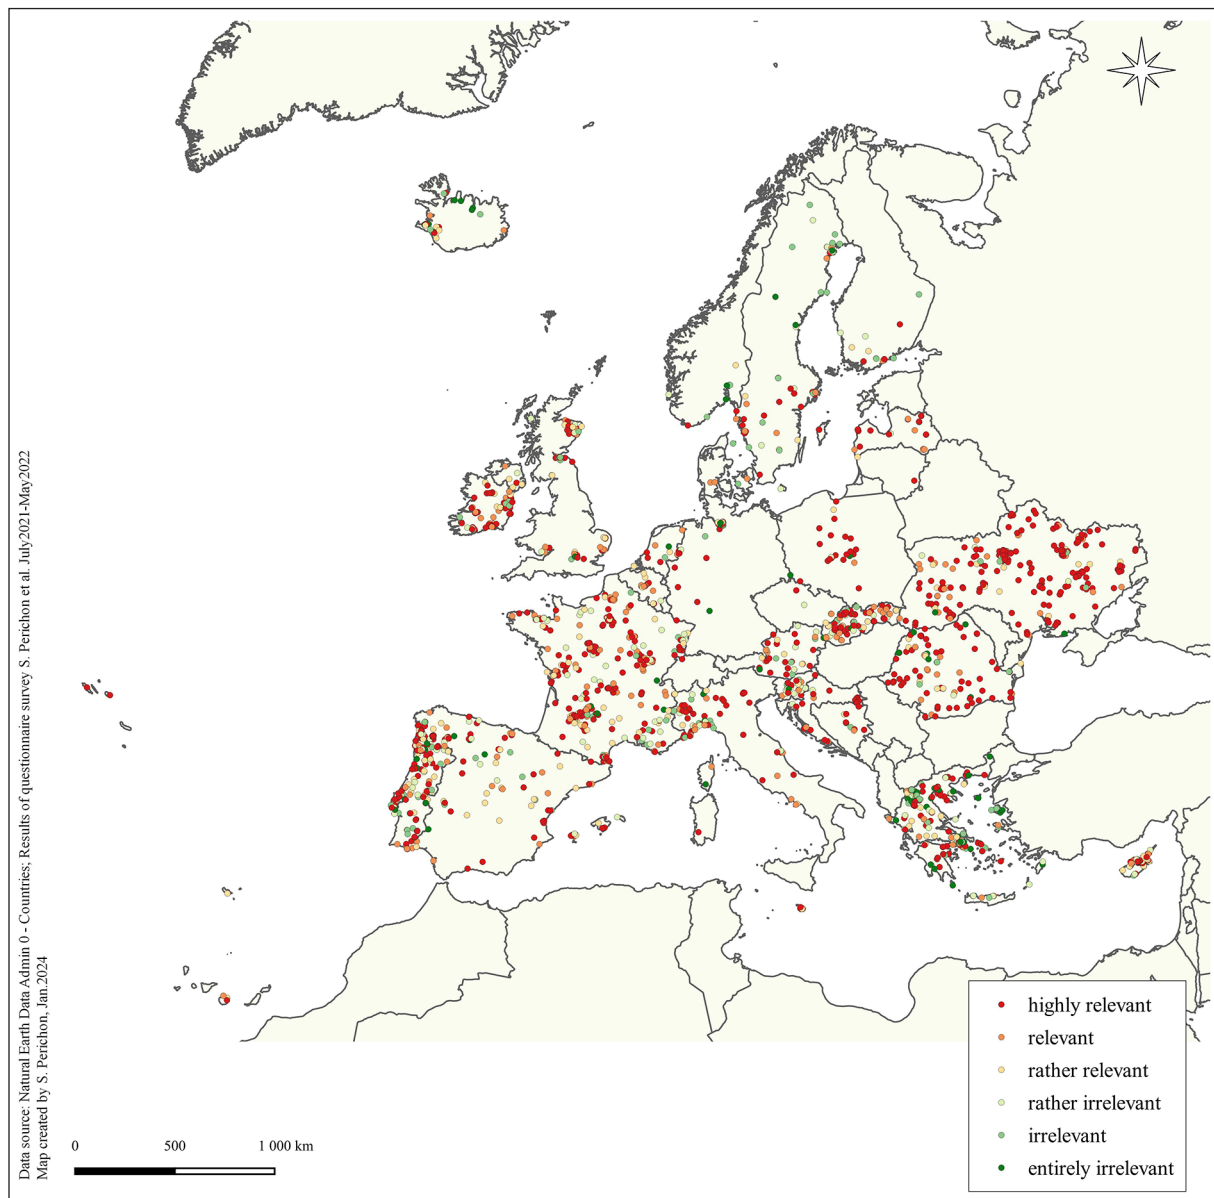 Data source: Natural Earth Data Admin 0 - Countries; Results of questionnaire survey S. Perichon et al. July2021-May2022
Map created by S. Perichon, Jan.2024
0 500 1 000 km
highly relevant
relevant
rather relevant
rather irrelevant
irrelevant
entirely irrelevant